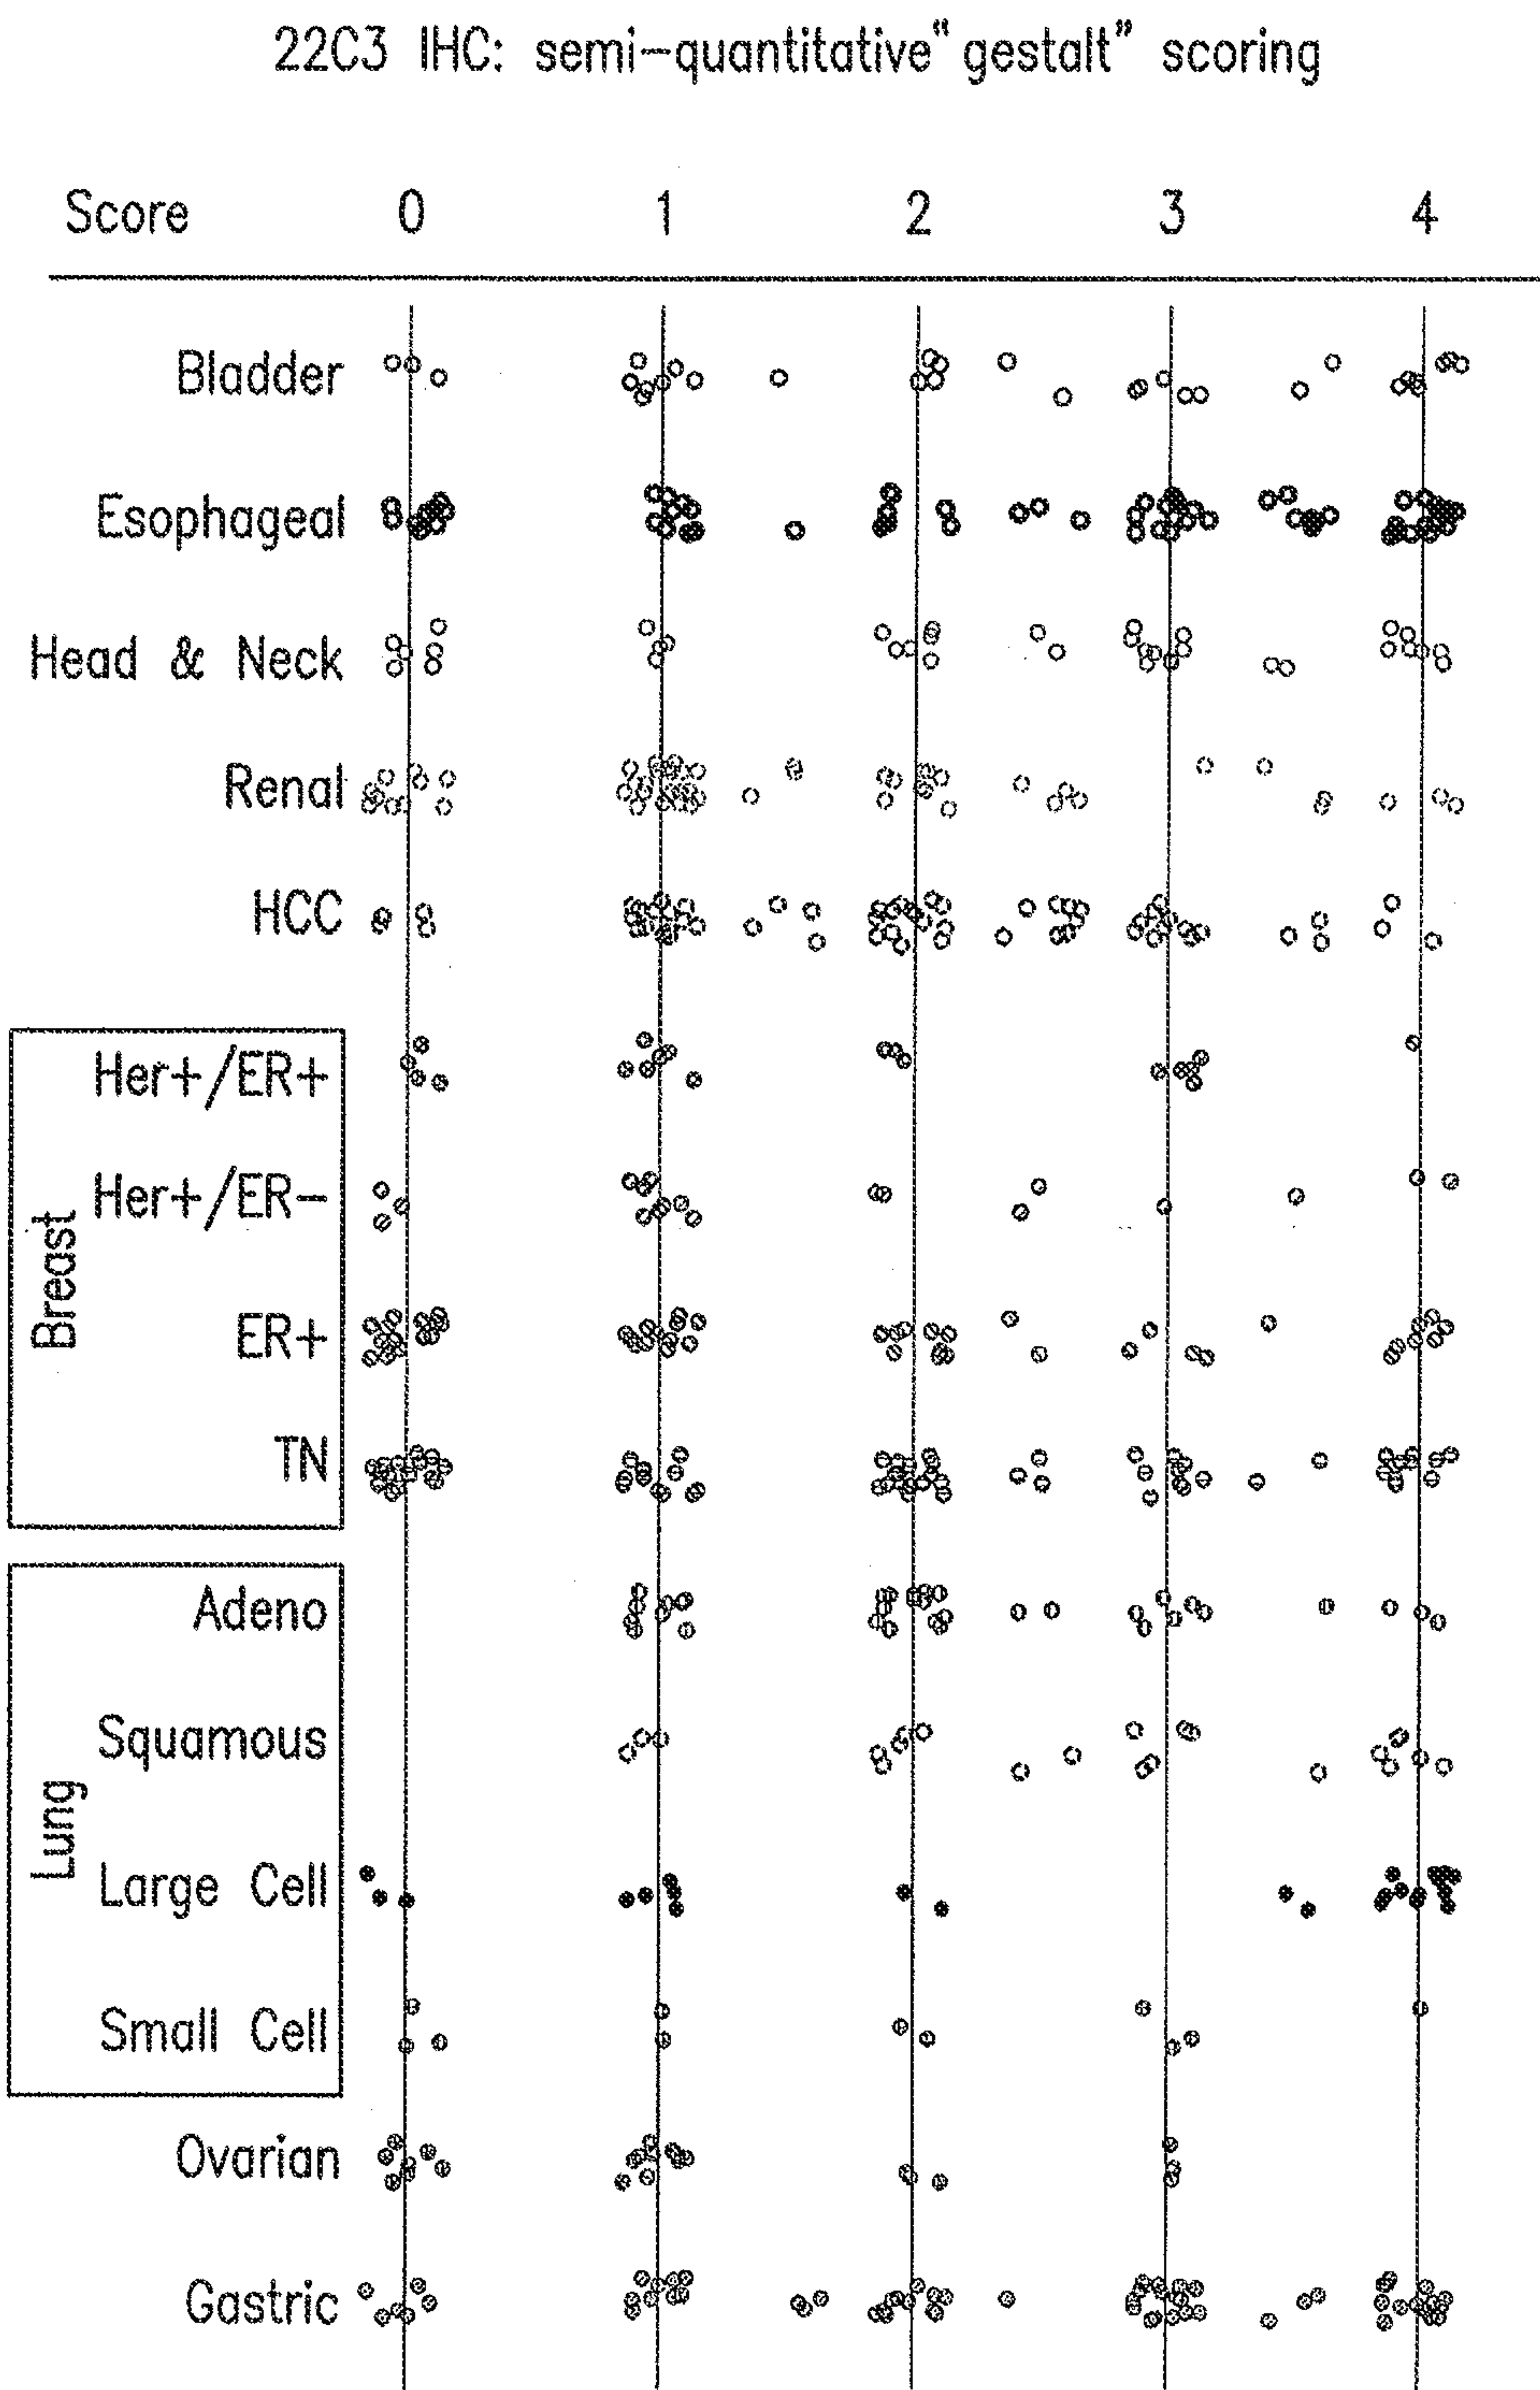 22C3 IHC: semi-quantitative "gestalt" scoring
Score 0 1 2 3 4
Bladder
Esophageal
Head & Neck
Renal
HCC
Breast
Her+/ER+
Her+/ER-
ER+
TN
Lung
Adeno
Squamous
Large Cell
Small Cell
Ovarian
Gastric